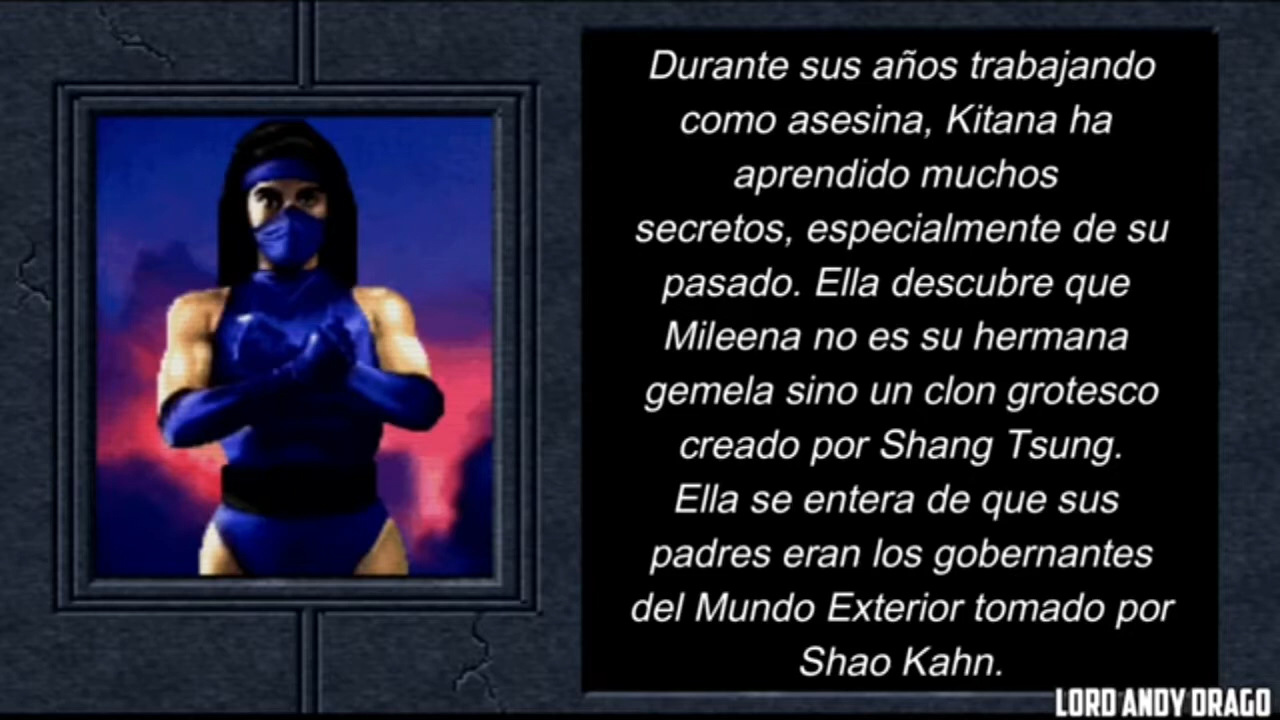 Durante sus años trabajando
como asesina, Kitana ha
aprendido muchos
secretos, especialmente de su
pasado. Ella descubre que
Mileena no es su hermana
gemela sino un clon grotesco
creado por Shang Tsung.
Ella se entera de que sus
padres eran los gobernantes
del Mundo Exterior tomado por
Shao Kahn.
LORD ANDY DRAGO